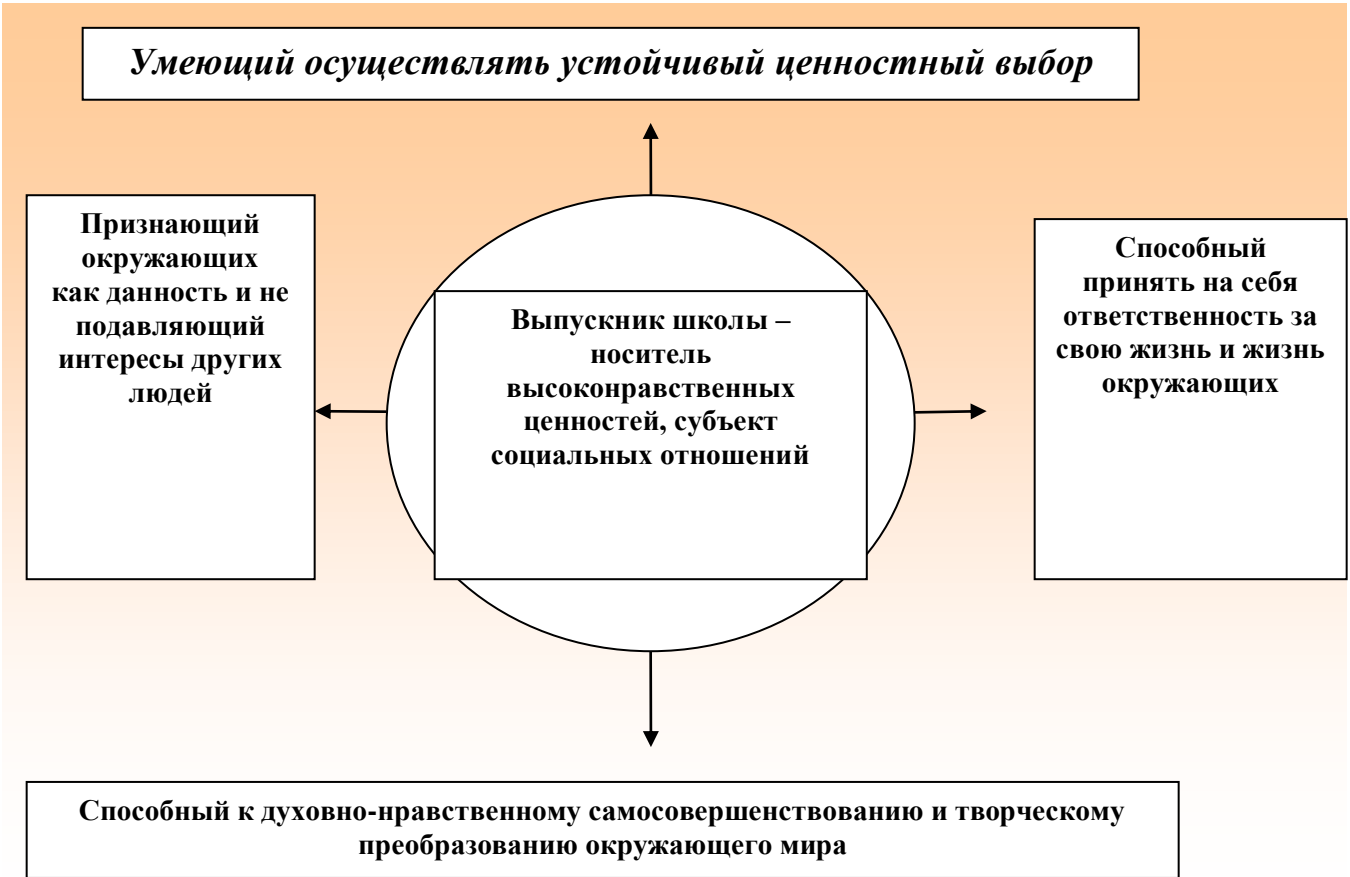 Умеющий осуществлять устойчивый ценностный выбор
Признающий
окружающих
как данность и не
подавляющий
интересы других
людей
Выпускник школы –
носитель
высоконравственных
ценностей, субъект
социальных отношений
Способный
принять на себя
ответственность за
свою жизнь и жизнь
окружающих
Способный к духовно-нравственному самосовершенствованию и творческому
преобразованию окружающего мира